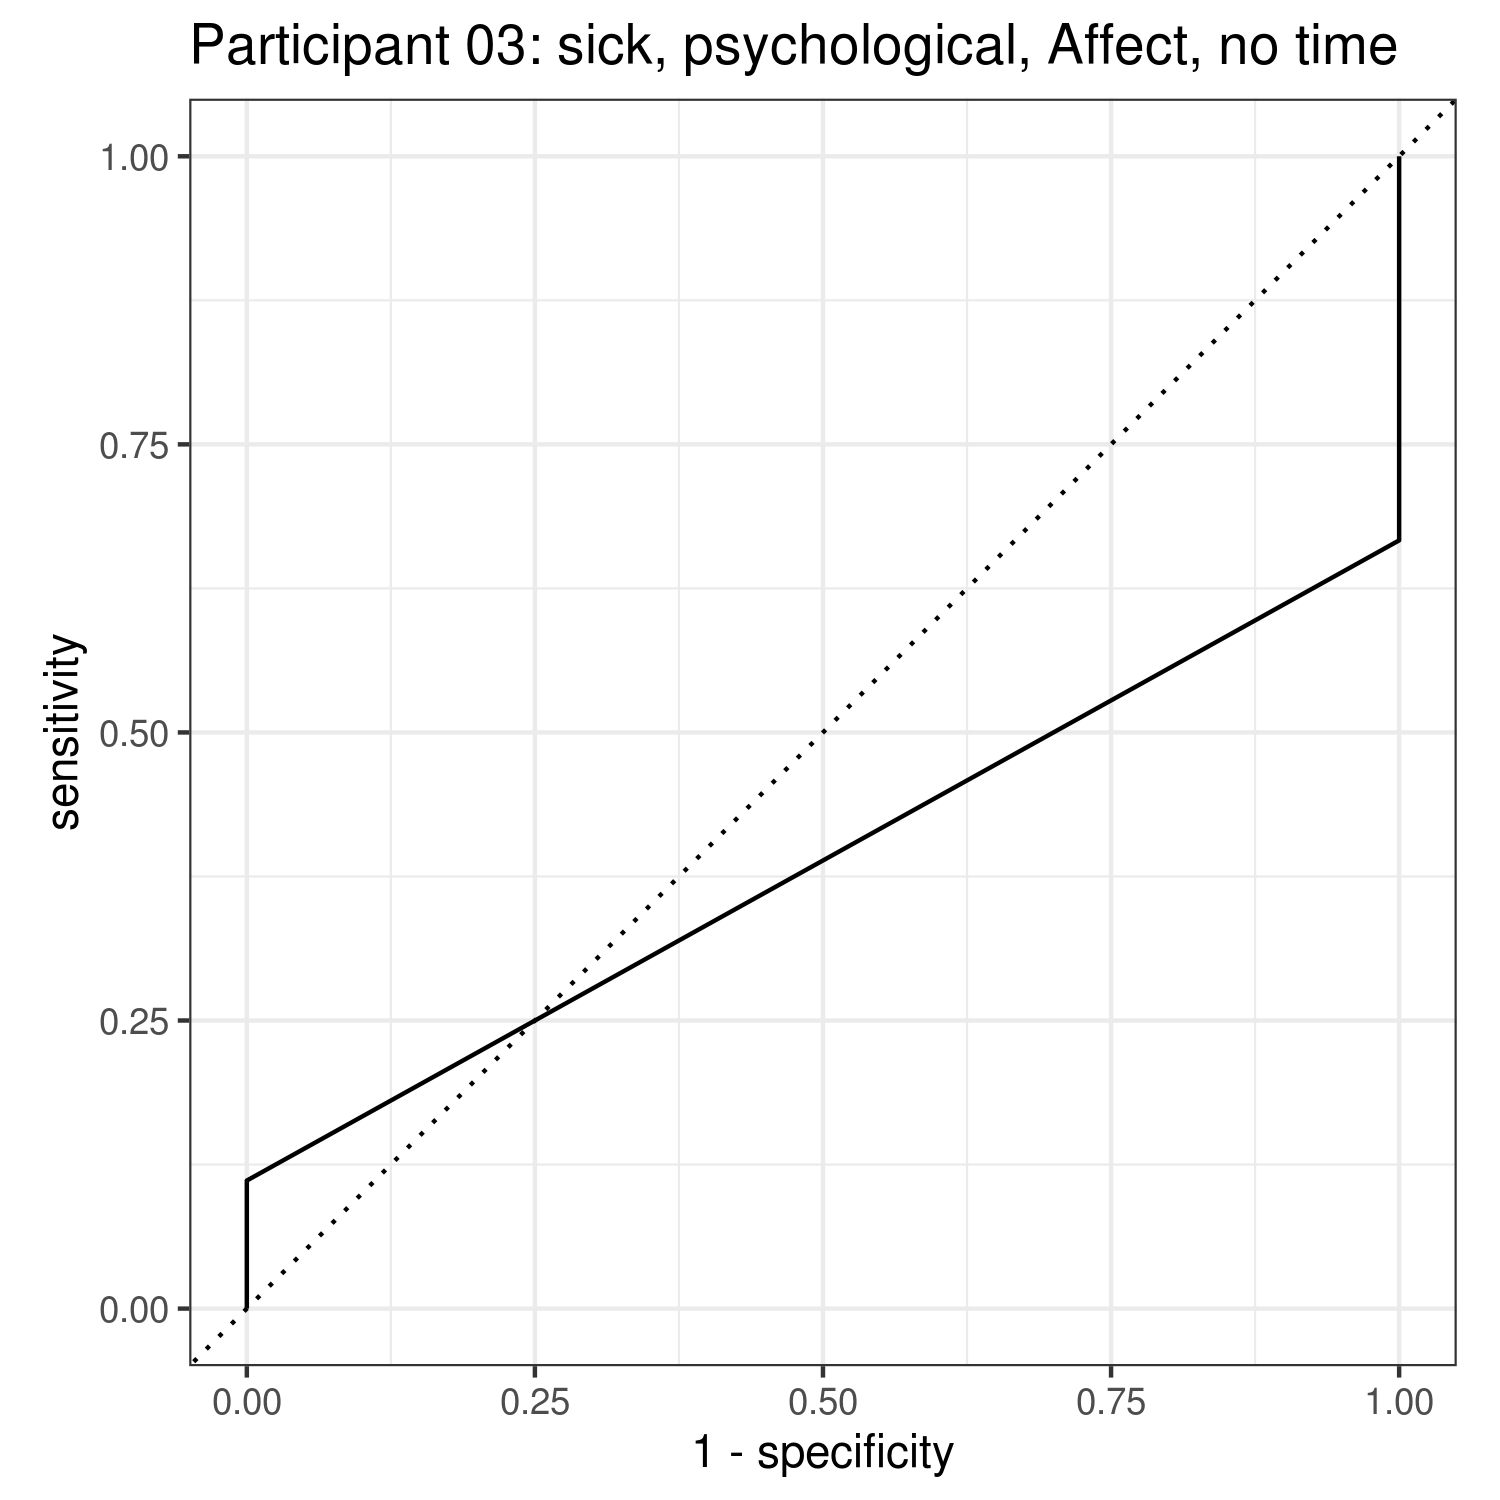 Participant 03: sick, psychological, Affect, no time
1.00
0.75
0.50
0.25
0.00
sensitivity
0.00 0.25 0.50 0.75 1.00
1 - specificity